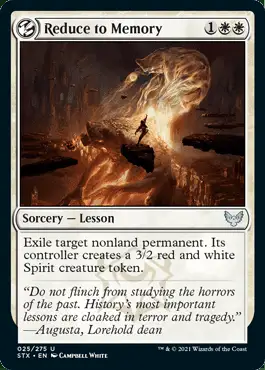 Reduce to Memory 1
Sorcery — Lesson
Exile target nonland permanent. Its
controller creates a 3/2 red and white
Spirit creature token.
“Do not flinch from studying the horrors
of the past. History’s most important
lessons are cloaked in terror and tragedy.”
—Augusta, Lorehold dean
025/275 U
STX • EN Campbell White
™ & © 2021 Wizards of the Coast